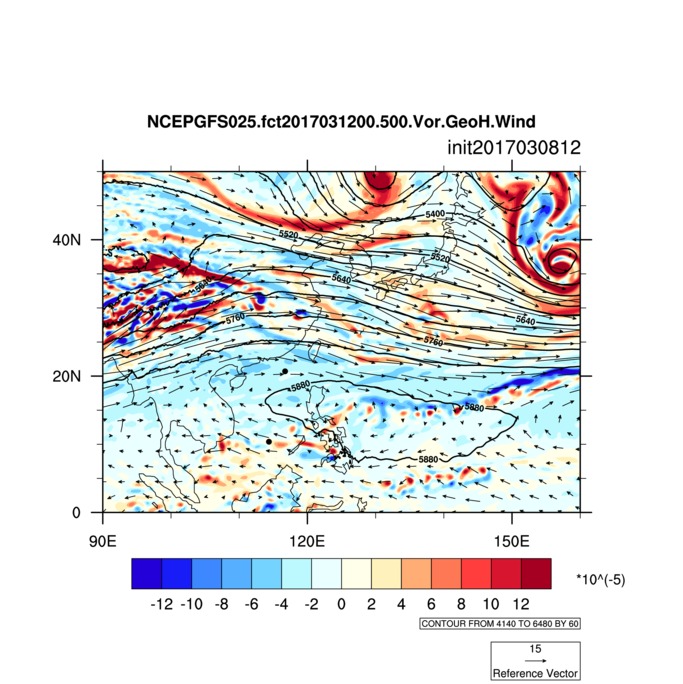 NCEPGFS025.fct2017031200.500.Vor.GeoH.Wind
init2017030812
5400
5520
40N
5520
5640
5640
5760
5760
20N
5880
5880
5880
0
90E 120E 150E
-12 -10 -8 -6 -4 -2 0 2 4 6 8 10 12
*10^(-5)
CONTOUR FROM 4140 TO 6480 BY 60
15
Reference Vector